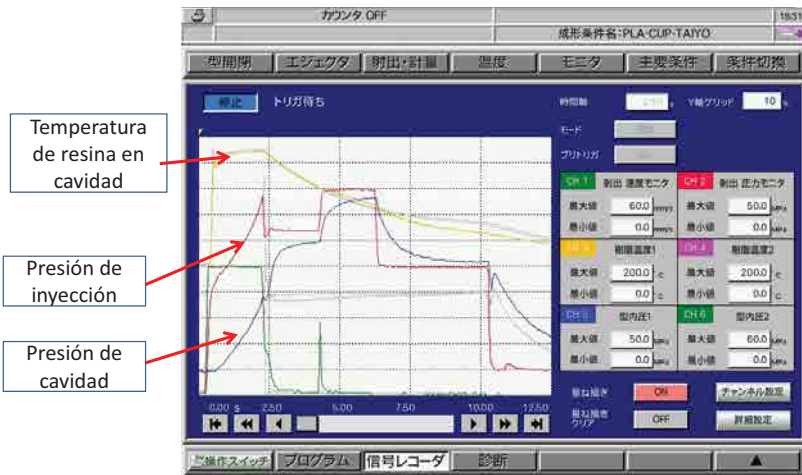 カウンタ OFF
18:31
成形条件名:PLA-CUP-TAIYO
型開閉 エジェクタ 射出・計量 温度 モニタ 主要条件 条件切換
停止 トリガ待ち
時間軸 s Y軸グリッド 10 %
モード
プリトリガ
Temperatura
de resina en
cavidad
Presión de
inyección
Presión de
cavidad
CH 1 射出 速度モニタ CH 2 射出 圧力モニタ
最大値 60.0 mm/s 最大値 50.0 MPa
最小値 0.0 mm/s 最小値 0.0 MPa
CH 3 樹脂温度1 CH 4 樹脂温度2
最大値 200.0 °C 最大値 200.0 °C
最小値 0.0 °C 最小値 0.0 °C
CH 5 型内圧1 CH 6 型内圧2
最大値 50.0 MPa 最大値 60.0 MPa
最小値 0.0 MPa 最小値 0.0 MPa
0.00 s 2.50 5.00 7.50 10.00 12.50
重ね描き ON チャンネル設定
重ね描き
クリア OFF 詳細設定
操作スイッチ プログラム 信号レコーダ 診断